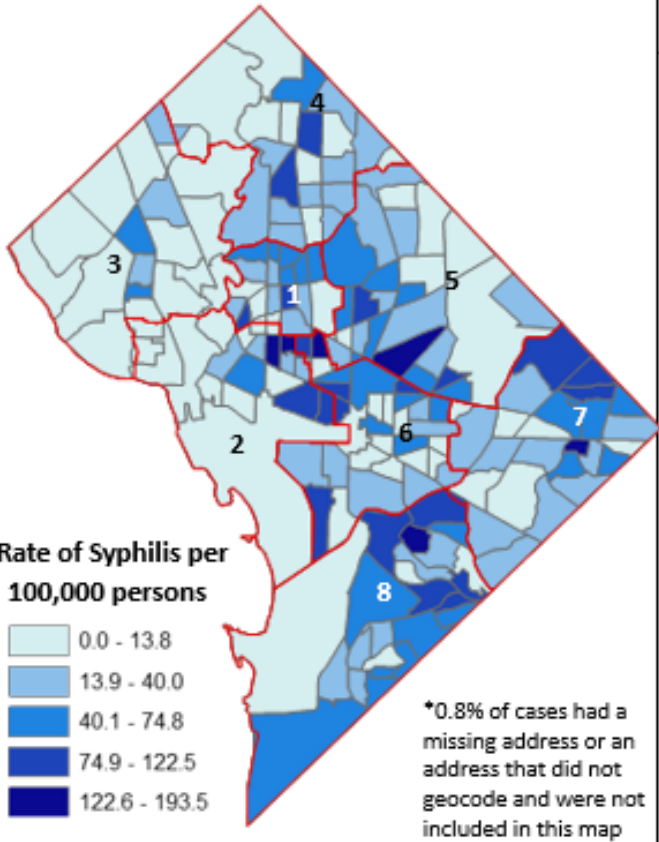 4
3
5
1
7
2
6
Rate of Syphilis per
100,000 persons
8
0.0 - 13.8
13.9 - 40.0
40.1 - 74.8
74.9 - 122.5
122.6 - 193.5
*0.8% of cases had a
missing address or an
address that did not
geocode and were not
included in this map